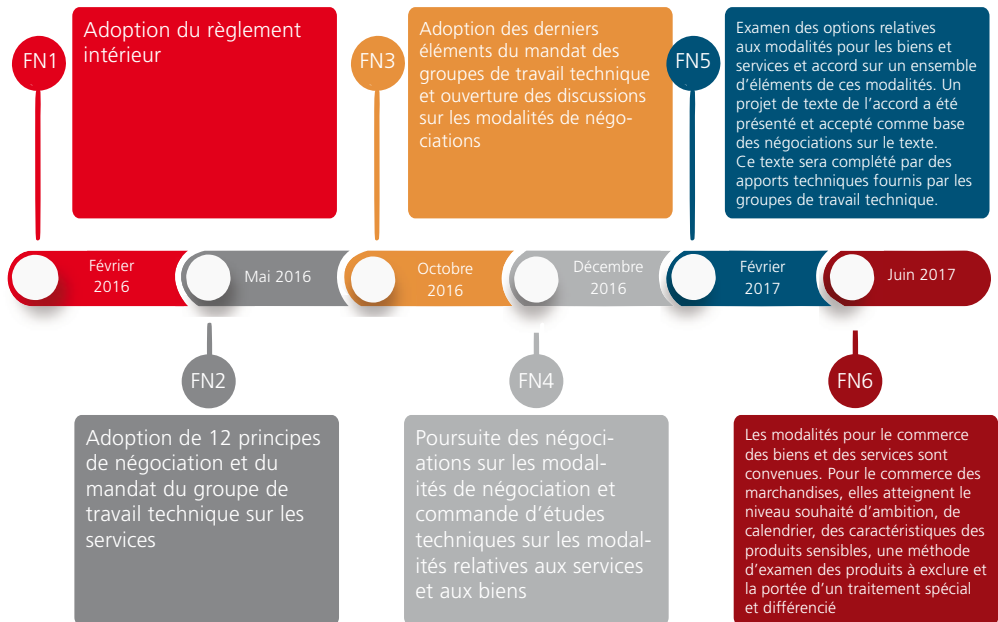 FN1
Adoption du règlement
intérieur
FN3
Adoption des derniers
éléments du mandat des
groupes de travail technique
et ouverture des discussions
sur les modalités de négo-
ciations
FN5
Examen des options relatives
aux modalités pour les biens et
services et accord sur un ensemble
d’éléments de ces modalités. Un
projet de texte de l’accord a été
présenté et accepté comme base
des négociations sur le texte.
Ce texte sera complété par des
apports techniques fournis par les
groupes de travail technique.
Février
2016
Mai 2016
Octobre
2016
Décembre
2016
Février
2017
Juin 2017
FN2
Adoption de 12 principes
de négociation et du
mandat du groupe de
travail technique sur les
services
FN4
Poursuite des négoci-
ations sur les modal-
ités de négociation et
commande d’études
techniques sur les modal-
ités relatives aux services
et aux biens
FN6
Les modalités pour le commerce
des biens et des services sont
convenues. Pour le commerce des
marchandises, elles atteignent le
niveau souhaité d’ambition, de
calendrier, des caractéristiques des
produits sensibles, une méthode
d’examen des produits à exclure et
la portée d’un traitement spécial
et différencié